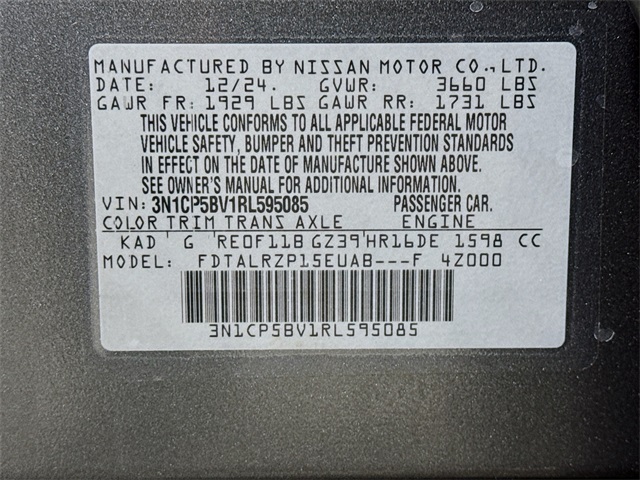 MANUFACTURED BY NISSAN MOTOR CO.,LTD.
DATE: 12/24. GVWR: 3660 LBS
GAWR FR: 1929 LBS GAWR RR: 1731 LBS
THIS VEHICLE CONFORMS TO ALL APPLICABLE FEDERAL MOTOR
VEHICLE SAFETY, BUMPER AND THEFT PREVENTION STANDARDS
IN EFFECT ON THE DATE OF MANUFACTURE SHOWN ABOVE.
SEE OWNER'S MANUAL FOR ADDITIONAL INFORMATION.
VIN: 3N1CP5BV1RL595085 PASSENGER CAR.
COLOR TRIM TRANS AXLE ENGINE
KAD G RE0F11B GZ39 HR16DE 1598 CC
MODEL: FDTALRZP15EUAB---F 4Z000
3N1CP5BV1RL595085